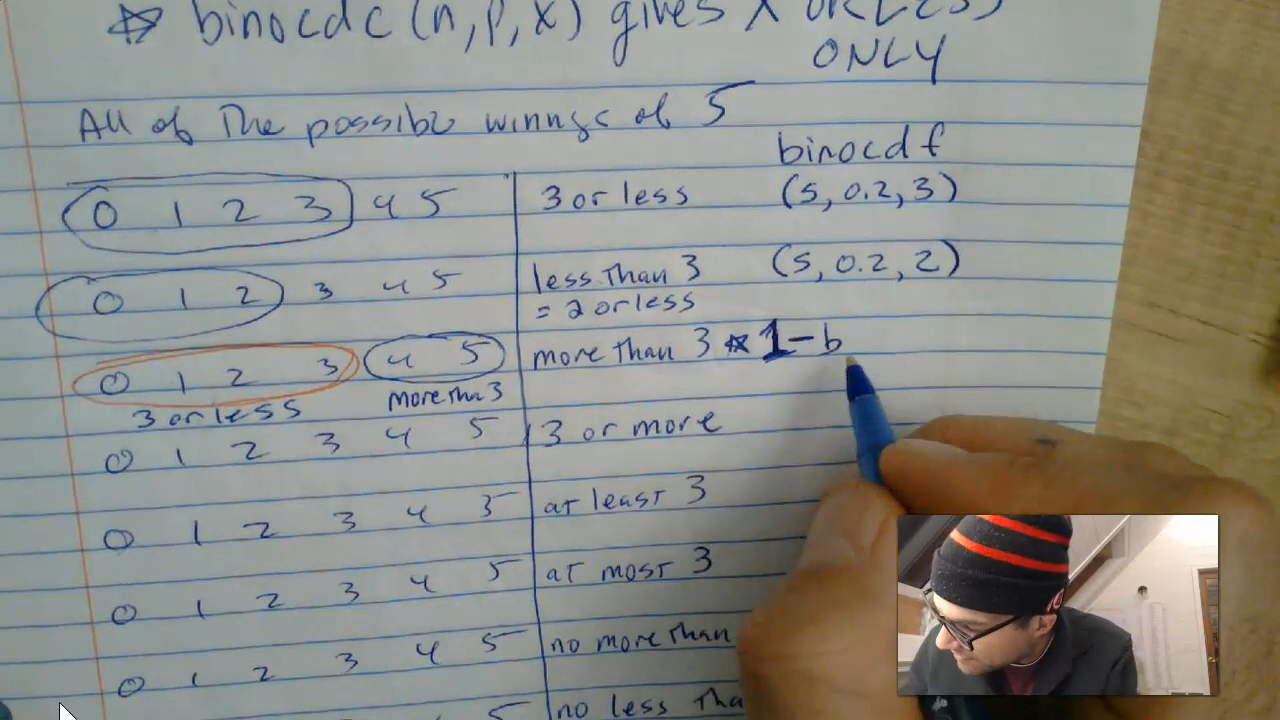 ☆ binocdc (n, p, x) gives X OR LESS
ONLY
All of The possible winngs of 5
binocdf
0 1 2 3 4 5 3 or less (5, 0.2, 3)
0 1 2 3 4 5 less Than 3 (5, 0.2, 2)
= 2 or less
0 1 2 3 4 5 more Than 3 ☆ 1-b
3 or less more tha 3
0 1 2 3 4 5 3 or more
0 1 2 3 4 5 at least 3
0 1 2 3 4 5 at most 3
0 1 2 3 4 5 no more Than
5 no less Tha